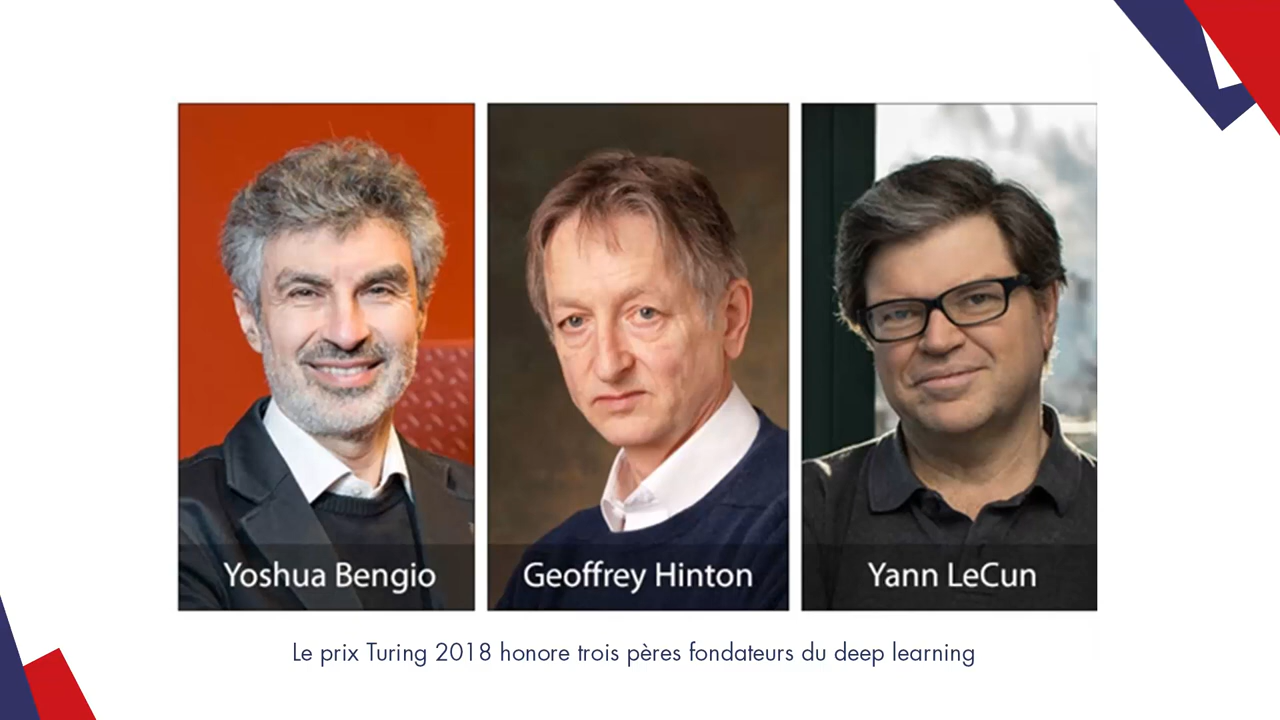 Yoshua Bengio
Geoffrey Hinton
Yann LeCun
Le prix Turing 2018 honore trois pères fondateurs du deep learning